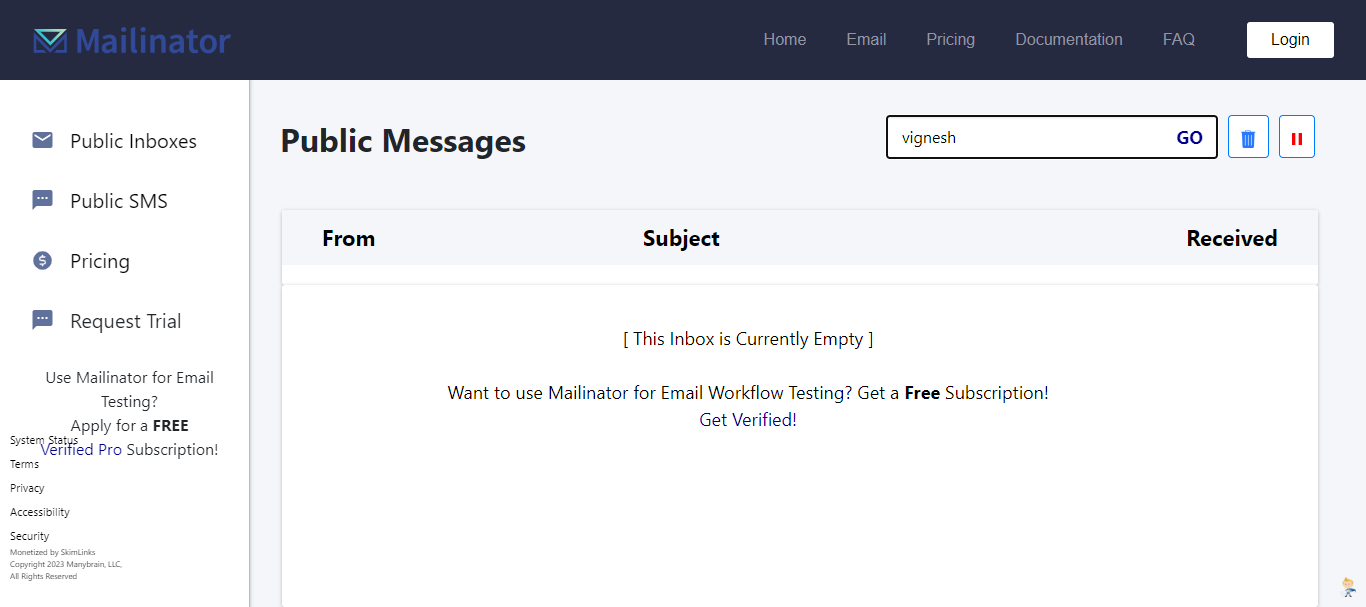 Mailinator
Home Email Pricing Documentation FAQ Login
Public Inboxes
Public SMS
Pricing
Request Trial
Use Mailinator for Email
Testing?
Apply for a FREE
Verified Pro Subscription!
System Status
Terms
Privacy
Accessibility
Security
Monetized by SkimLinks
Copyright 2023 Manybrain, LLC,
All Rights Reserved
Public Messages
vignesh GO
From Subject Received
[ This Inbox is Currently Empty ]
Want to use Mailinator for Email Workflow Testing? Get a Free Subscription!
Get Verified!